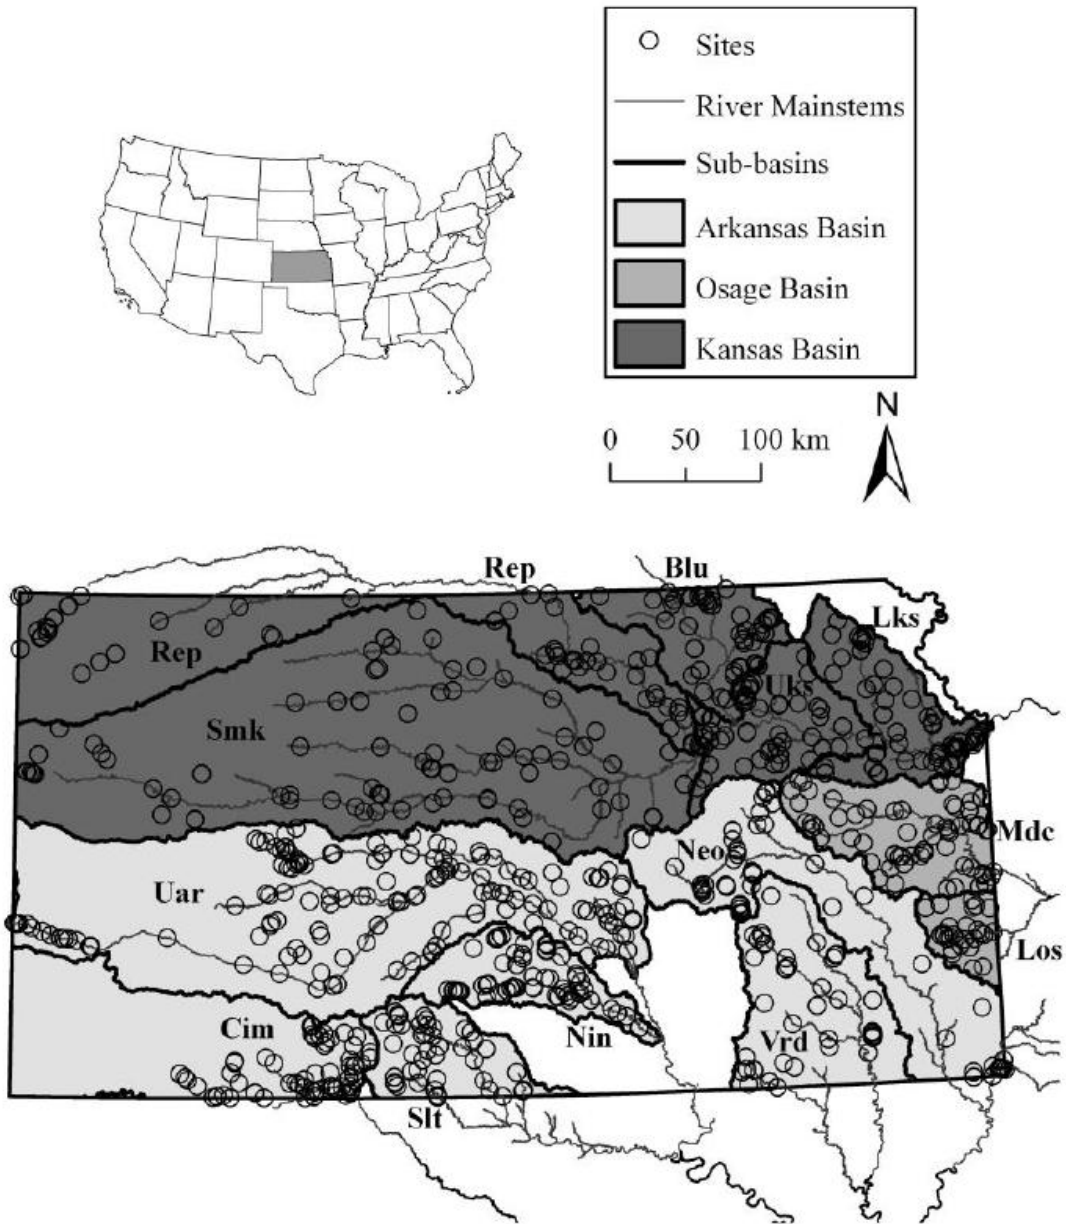 Sites
River Mainstems
Sub-basins
Arkansas Basin
Osage Basin
Kansas Basin
N
0 50 100 km
Rep
Blu
Lks
Rep
Uks
Smk
Mdc
Neo
Uar
Los
Cim
Nin
Vrd
Slt